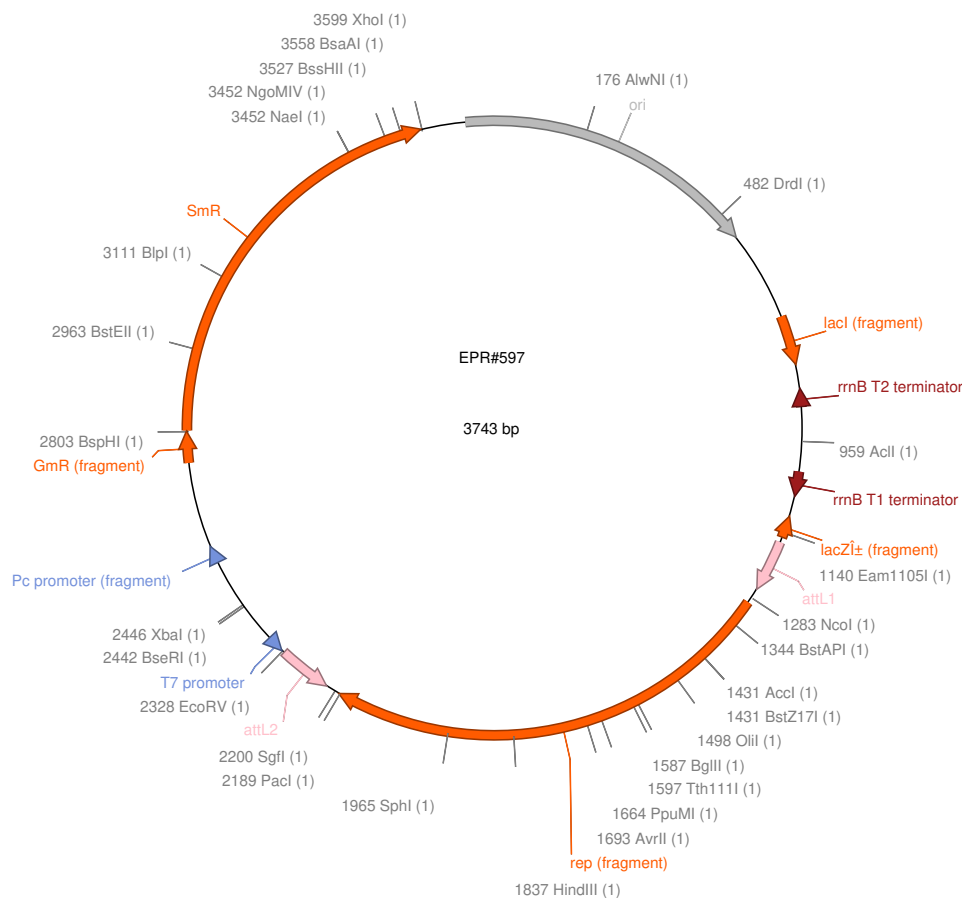 3599 XhoI (1)
3558 BsaAI (1)
3527 BssHII (1)
3452 NgoMIV (1)
3452 NaeI (1)
176 AlwNI (1)
ori
482 DrdI (1)
SmR
3111 BlpI (1)
2963 BstEII (1)
lacI (fragment)
EPR#597
rrnB T2 terminator
3743 bp
2803 BspHI (1)
GmR (fragment)
959 AclI (1)
rrnB T1 terminator
lacZÎ± (fragment)
Pc promoter (fragment)
1140 Eam1105I (1)
attL1
1283 NcoI (1)
2446 XbaI (1)
1344 BstAPI (1)
2442 BseRI (1)
T7 promoter
1431 AccI (1)
2328 EcoRV (1)
1431 BstZ17I (1)
attL2
1498 OliI (1)
2200 SgfI (1)
1587 BglII (1)
2189 PacI (1)
1597 Tth111I (1)
1965 SphI (1)
1664 PpuMI (1)
1693 AvrII (1)
rep (fragment)
1837 HindIII (1)